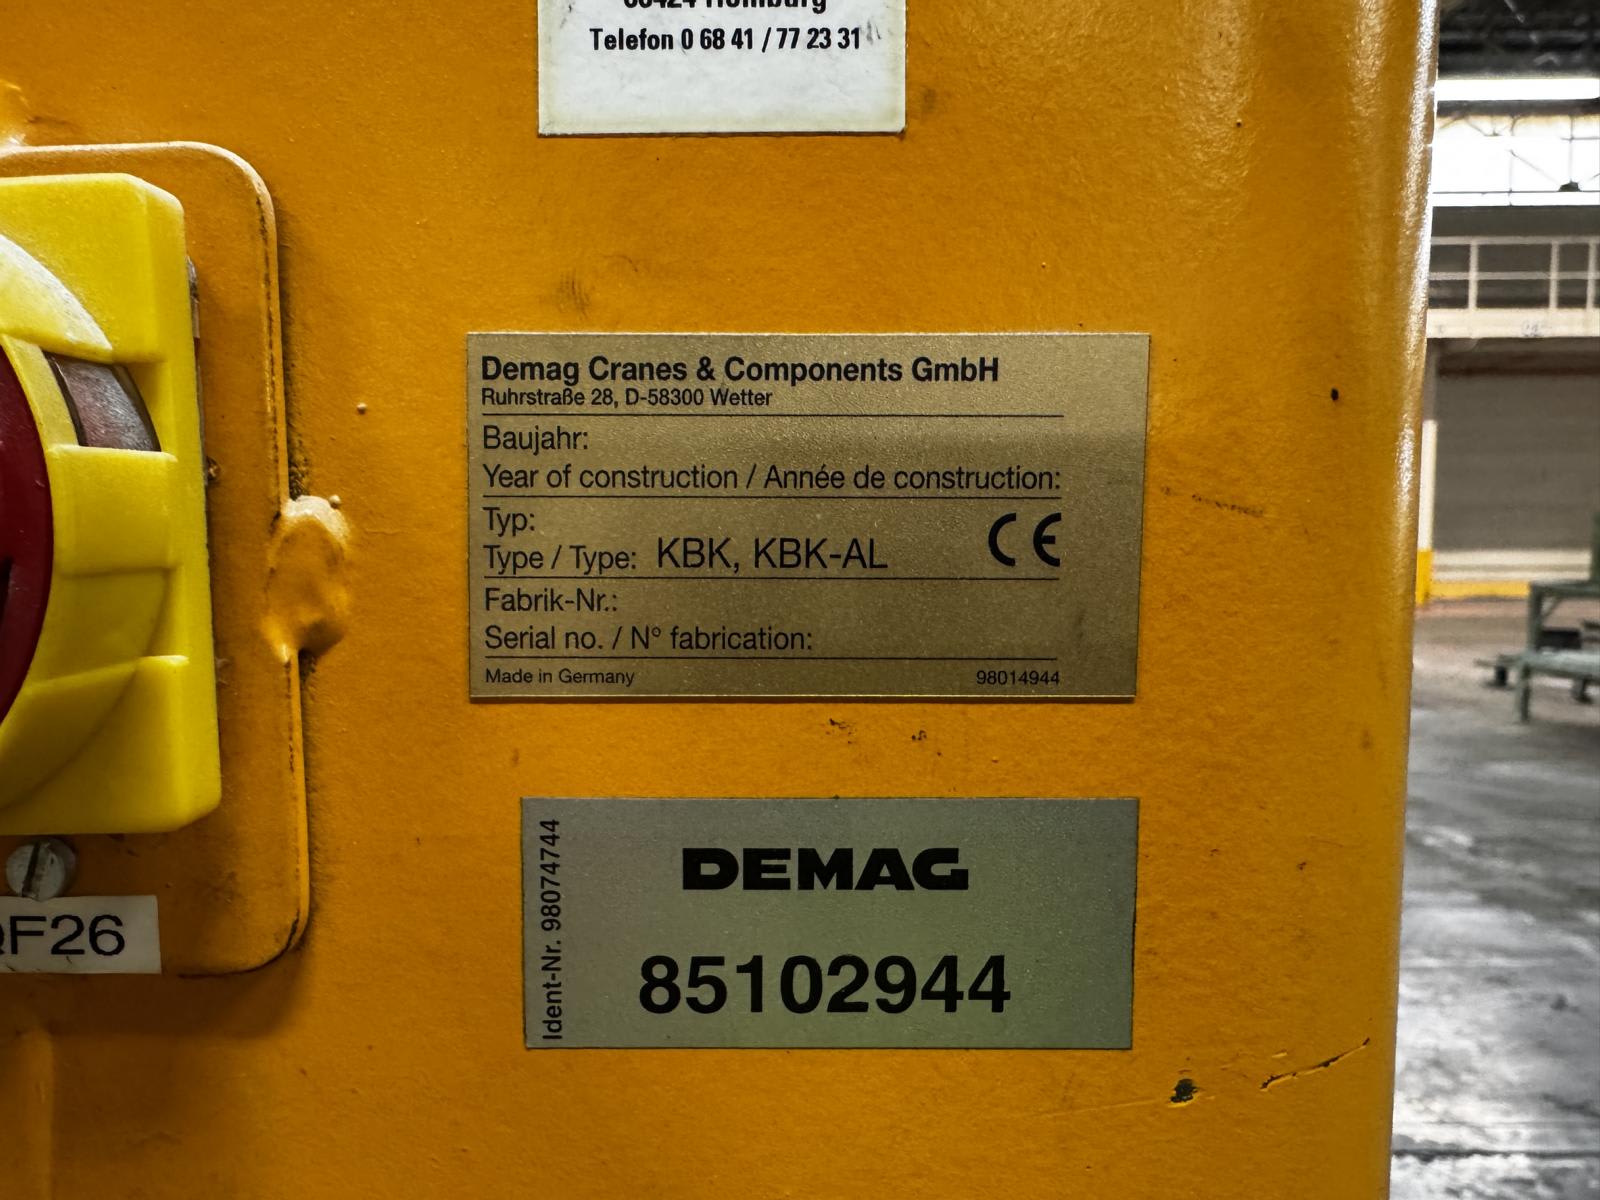 Homburg
Telefon 0 68 41 / 77 23 31
Demag Cranes & Components GmbH
Ruhrstraße 28, D-58300 Wetter
Baujahr:
Year of construction / Année de construction:
Typ:
Type / Type: KBK, KBK-AL CE
Fabrik-Nr.:
Serial no. / N° fabrication:
Made in Germany 98014944
Ident-Nr. 98074744
DEMAG
85102944
F26